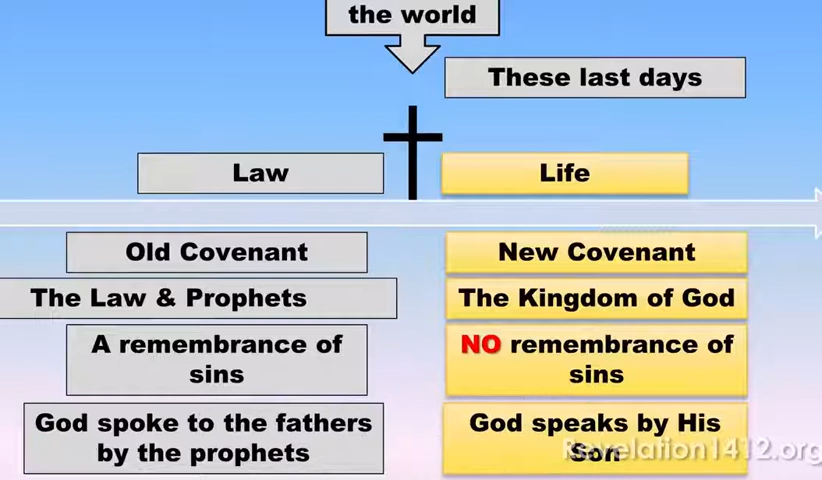 the world
These last days
Law
Life
Old Covenant
New Covenant
The Law & Prophets
The Kingdom of God
A remembrance of
sins
NO remembrance of
sins
God spoke to the fathers
by the prophets
God speaks by His
Son
Revelation1412.org